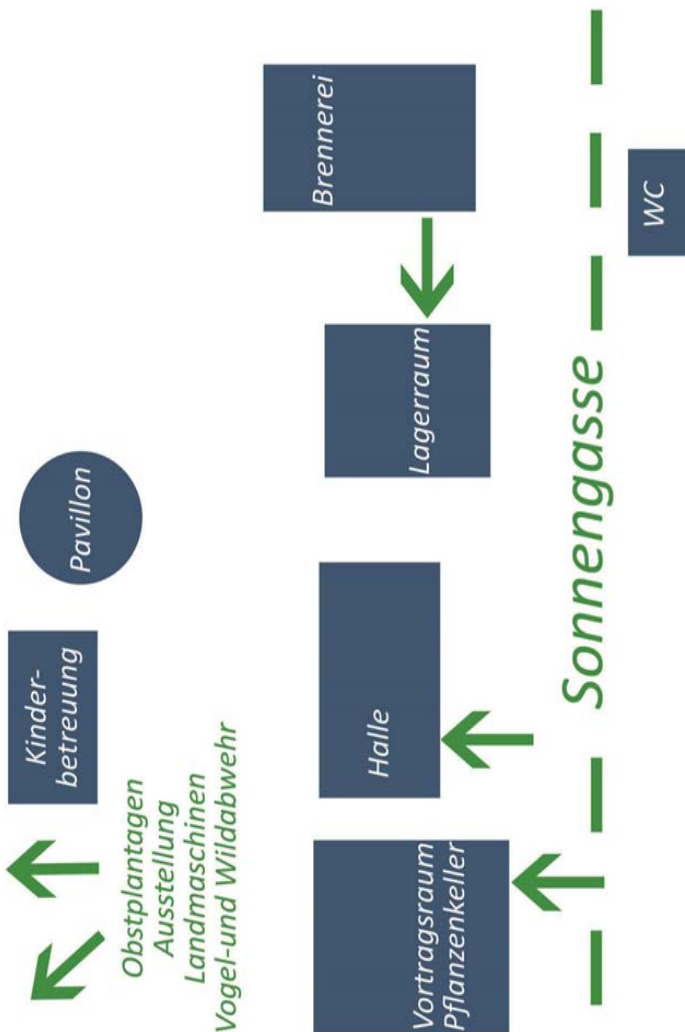 Kinder-
betreuung
Pavillon
Obstplantagen
Ausstellung
Landmaschinen
Vogel-und Wildabwehr
Vortragsraum
Pflanzenkeller
Halle
Lagerraum
Brennerei
Sonnengasse
WC